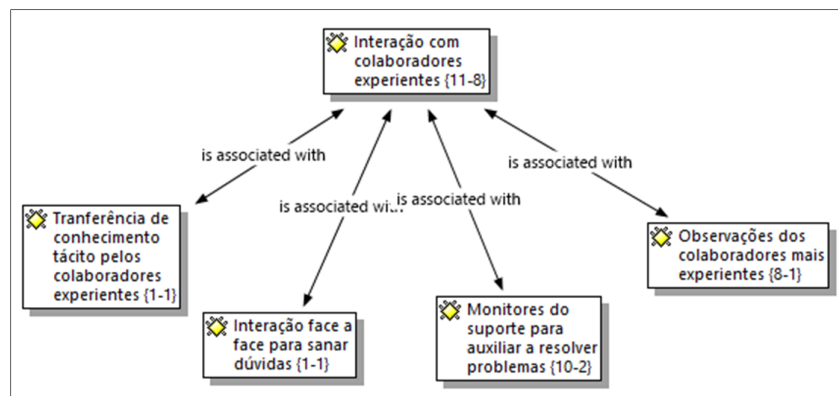 Interação com
colaboradores
experientes {11-8}
is associated with
is associated with
is associated with
is associated with
Tranferência de
conhecimento
tácito pelos
colaboradores
experientes {1-1}
Interação face a
face para sanar
dúvidas {1-1}
Monitores do
suporte para
auxiliar a resolver
problemas {10-2}
Observações dos
colaboradores mais
experientes {8-1}